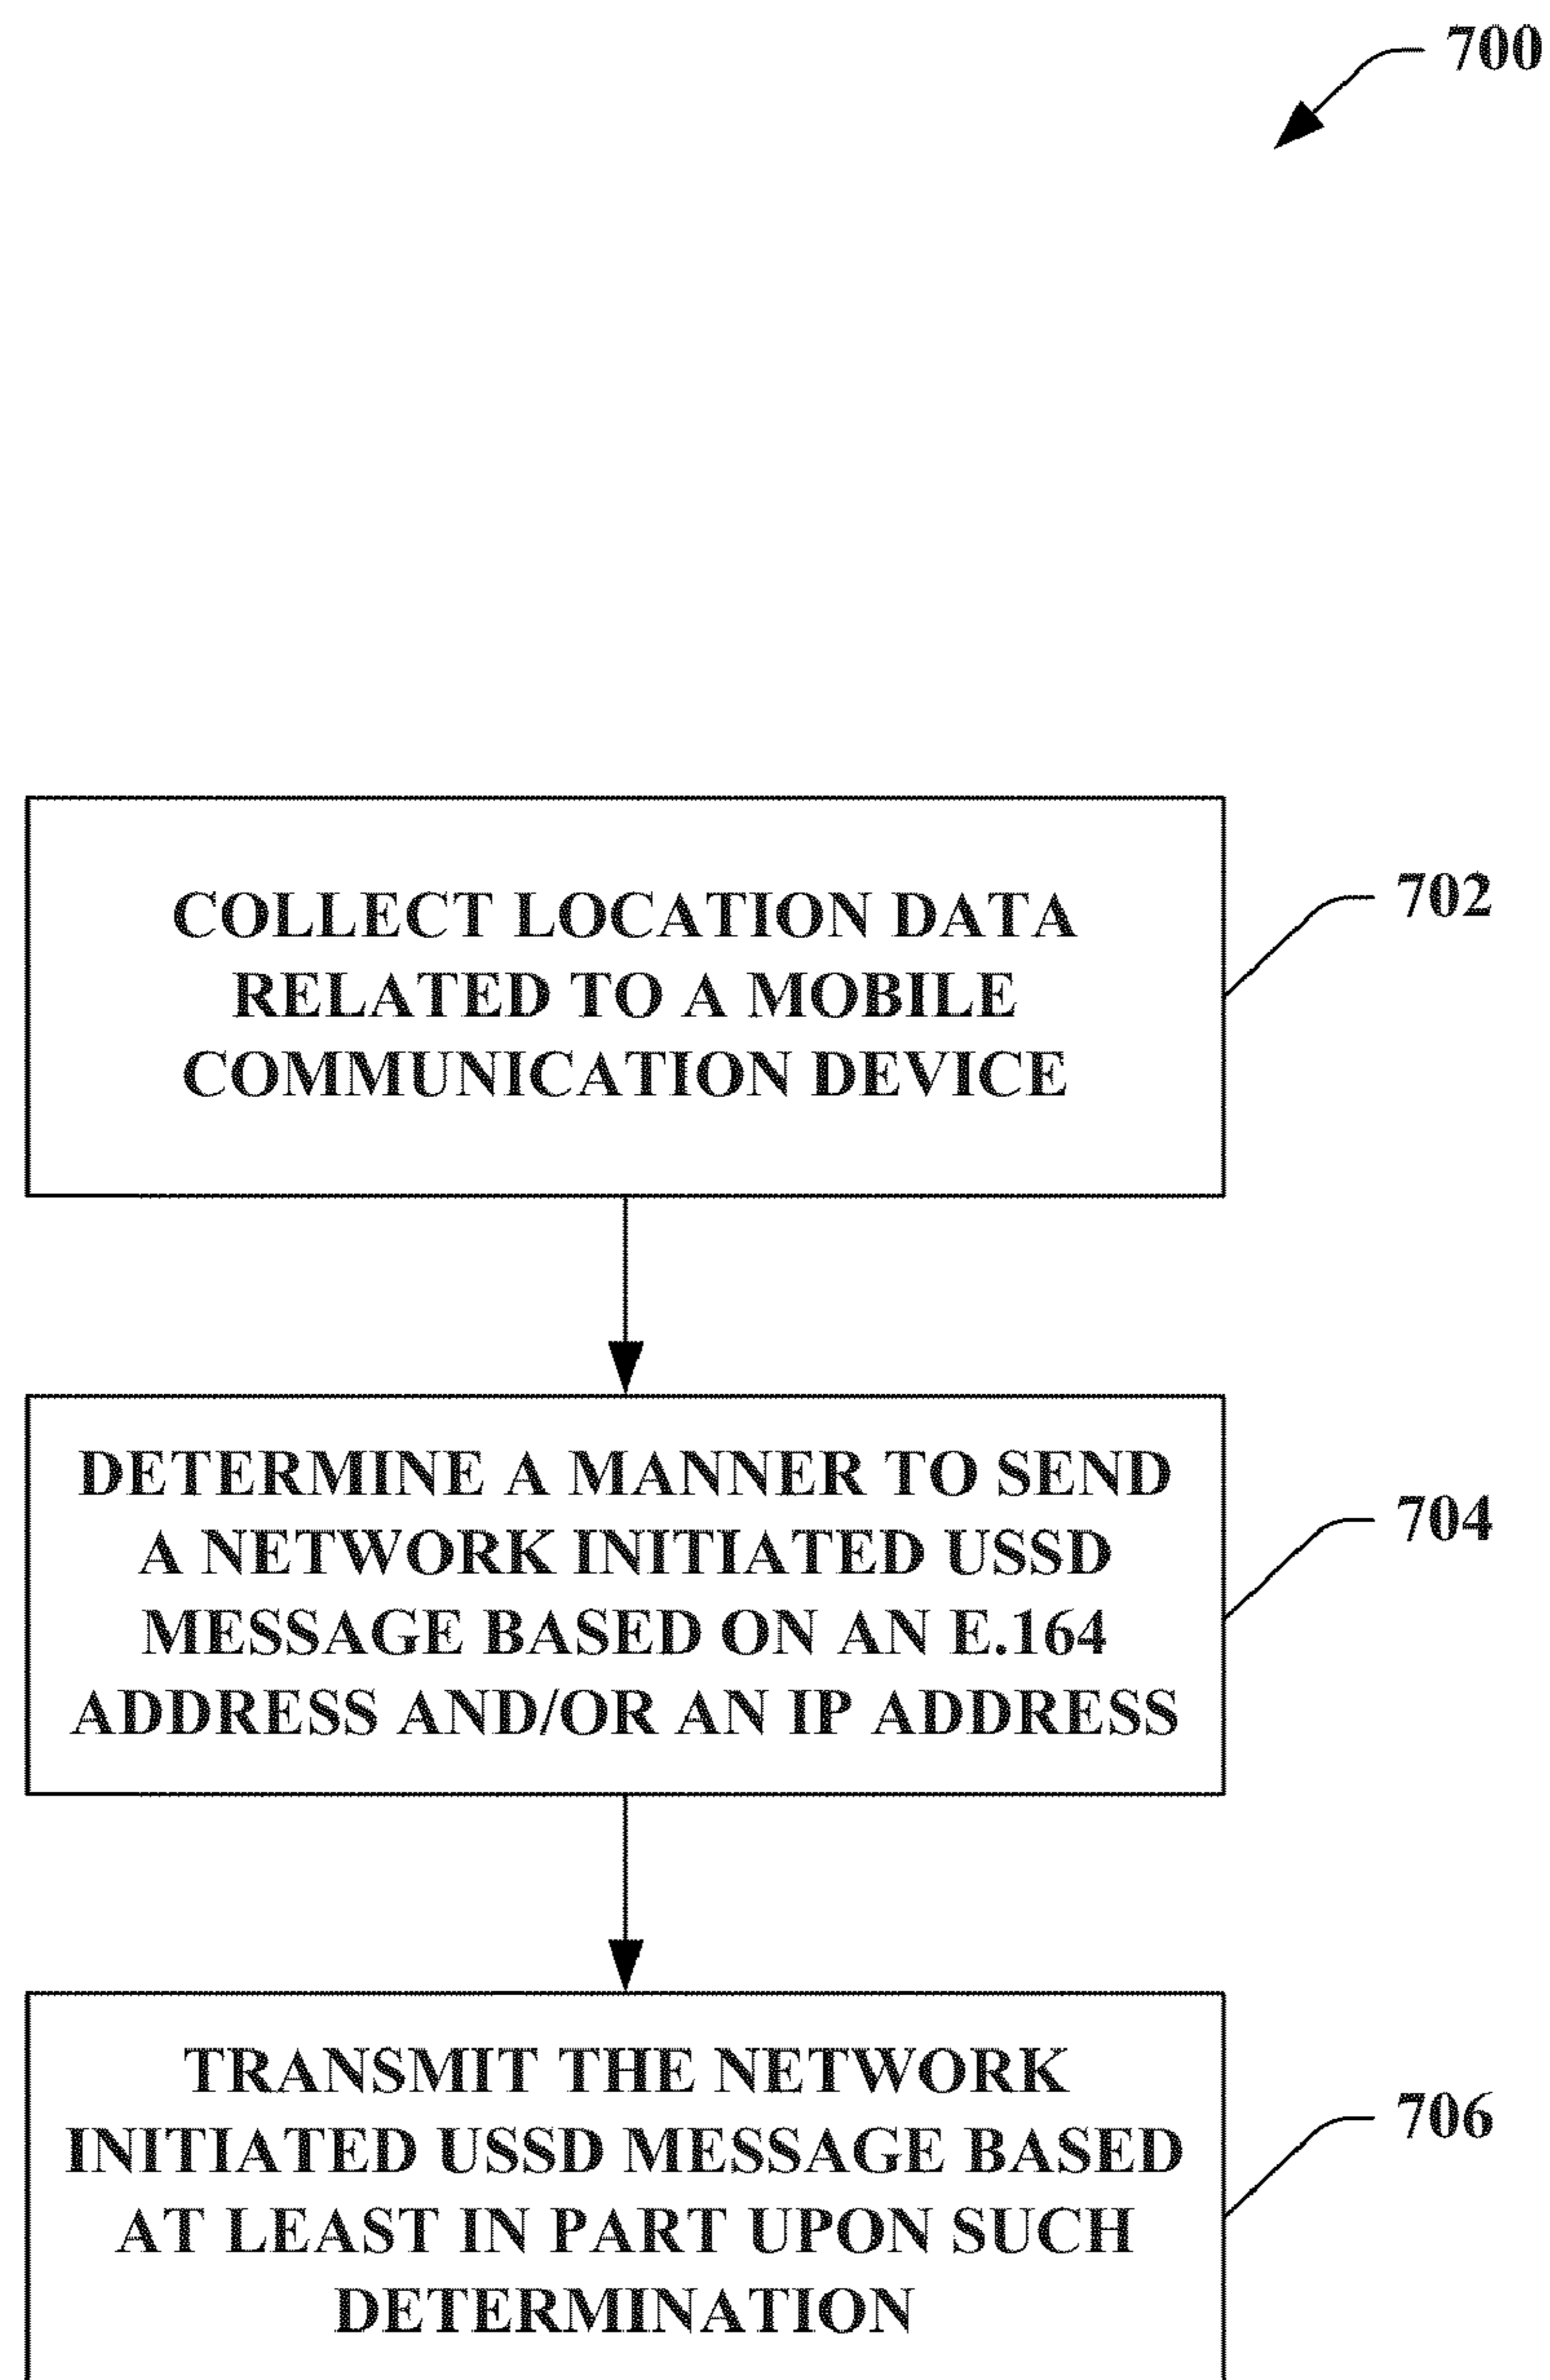 700
COLLECT LOCATION DATA
RELATED TO A MOBILE
COMMUNICATION DEVICE
702
DETERMINE A MANNER TO SEND
A NETWORK INITIATED USSD
MESSAGE BASED ON AN E.164
ADDRESS AND/OR AN IP ADDRESS
704
TRANSMIT THE NETWORK
INITIATED USSD MESSAGE BASED
AT LEAST IN PART UPON SUCH
DETERMINATION
706